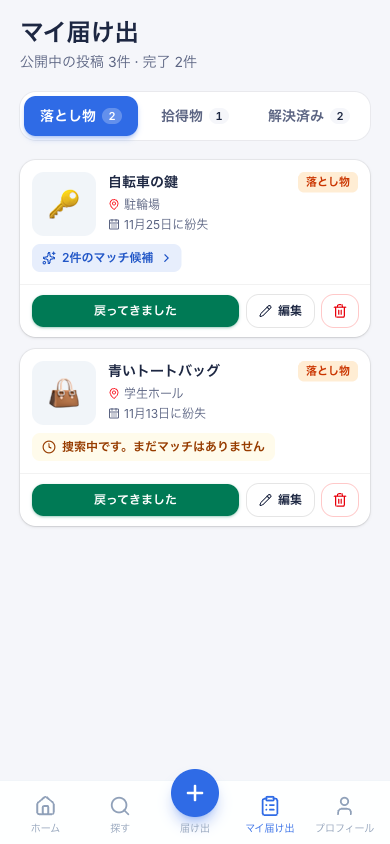 マイ届け出
公開中の投稿 3件 · 完了 2件
落とし物 2 拾得物 1 解決済み 2
自転車の鍵 落とし物
駐輪場
11月25日に紛失
2件のマッチ候補
戻ってきました 編集
青いトートバッグ 落とし物
学生ホール
11月13日に紛失
捜索中です。まだマッチはありません
戻ってきました 編集
ホーム 探す 届け出 マイ届け出 プロフィール